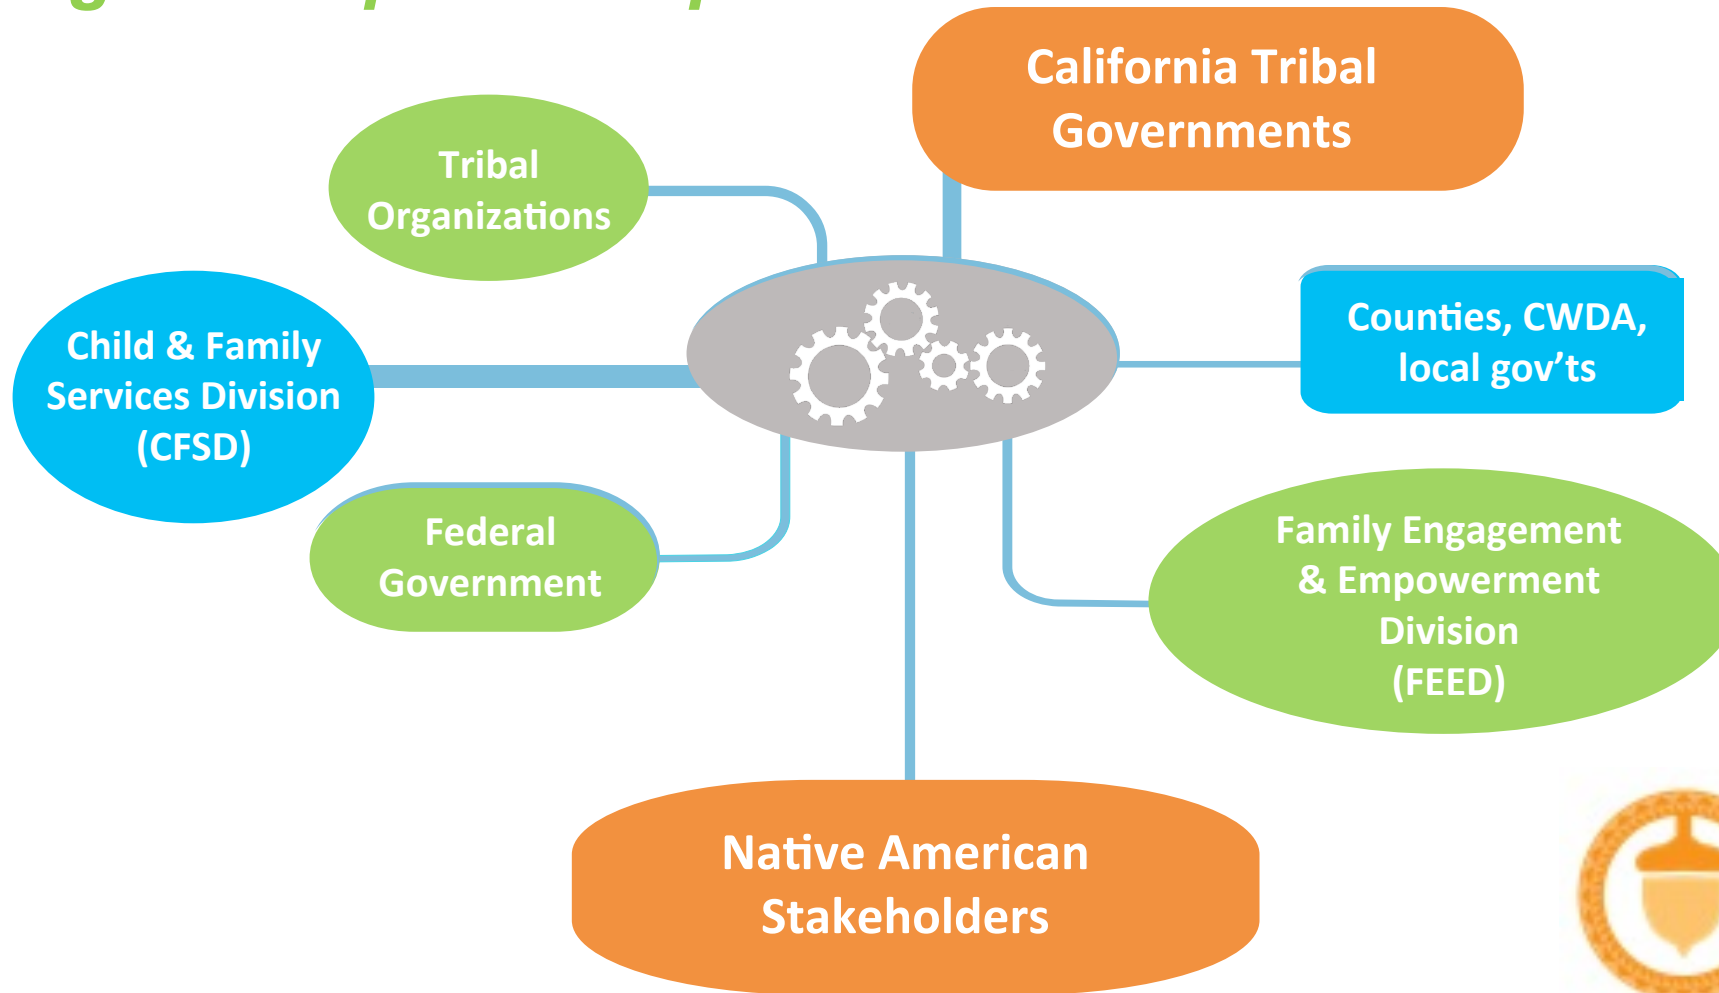 California Tribal
Governments
Tribal
Organizations
Counties, CWDA,
local gov'ts
Child & Family
Services Division
(CFSD)
Federal
Government
Family Engagement
& Empowerment
Division
(FEED)
Native American
Stakeholders